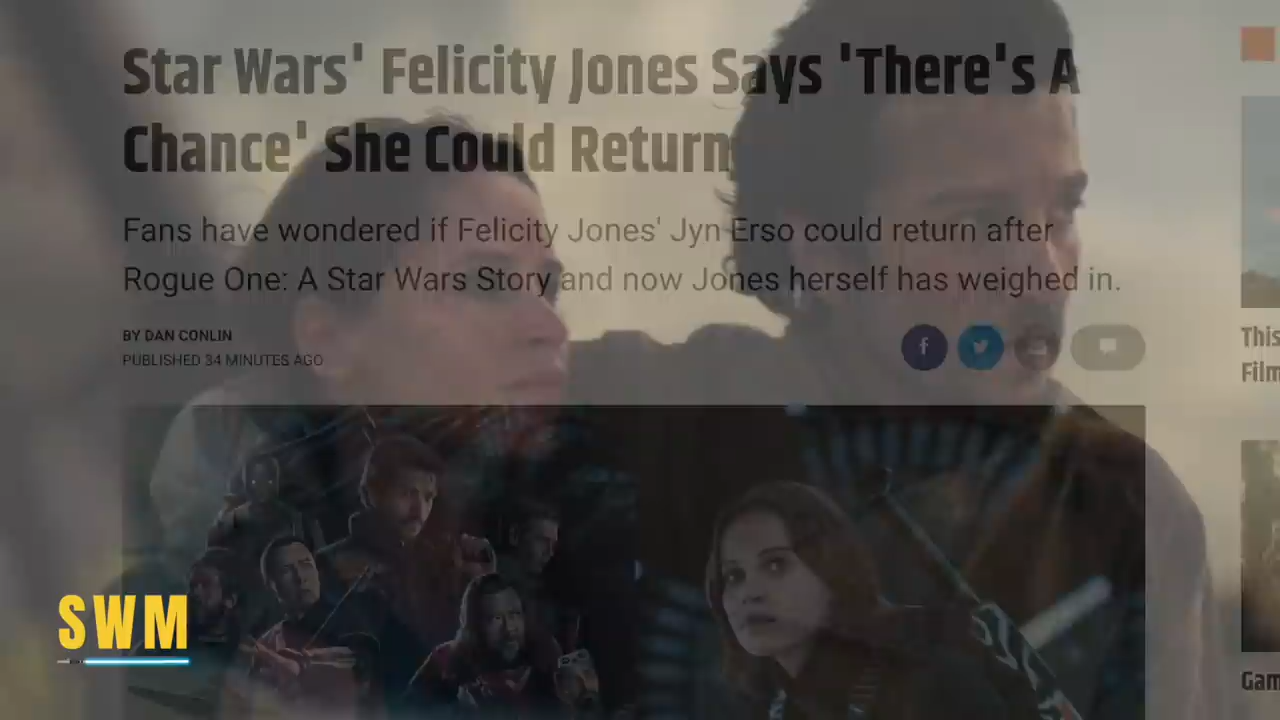 Star Wars' Felicity Jones Says 'There's A
Chance' She Could Return
Fans have wondered if Felicity Jones' Jyn Erso could return after
Rogue One: A Star Wars Story and now Jones herself has weighed in.
BY DAN CONLIN
PUBLISHED 34 MINUTES AGO
This
Film
SWM
Gam